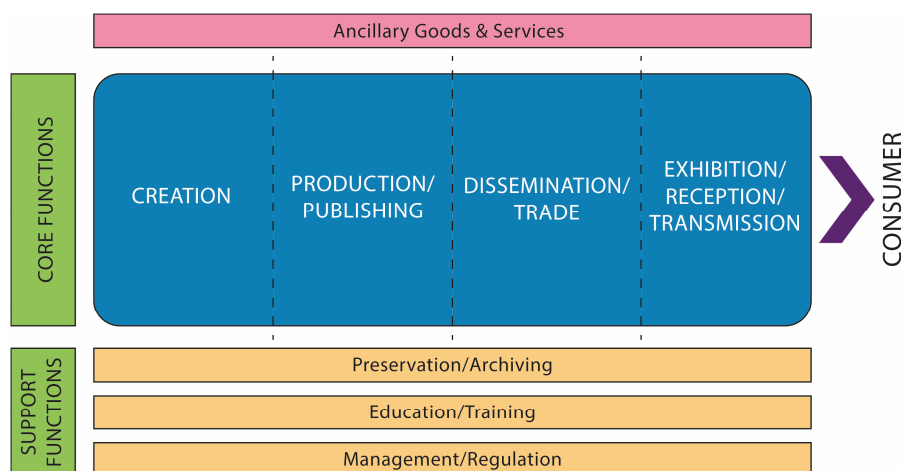 Ancillary Goods & Services
CORE FUNCTIONS
CREATION
PRODUCTION/
PUBLISHING
DISSEMINATION/
TRADE
EXHIBITION/
RECEPTION/
TRANSMISSION
CONSUMER
SUPPORT
FUNCTIONS
Preservation/Archiving
Education/Training
Management/Regulation